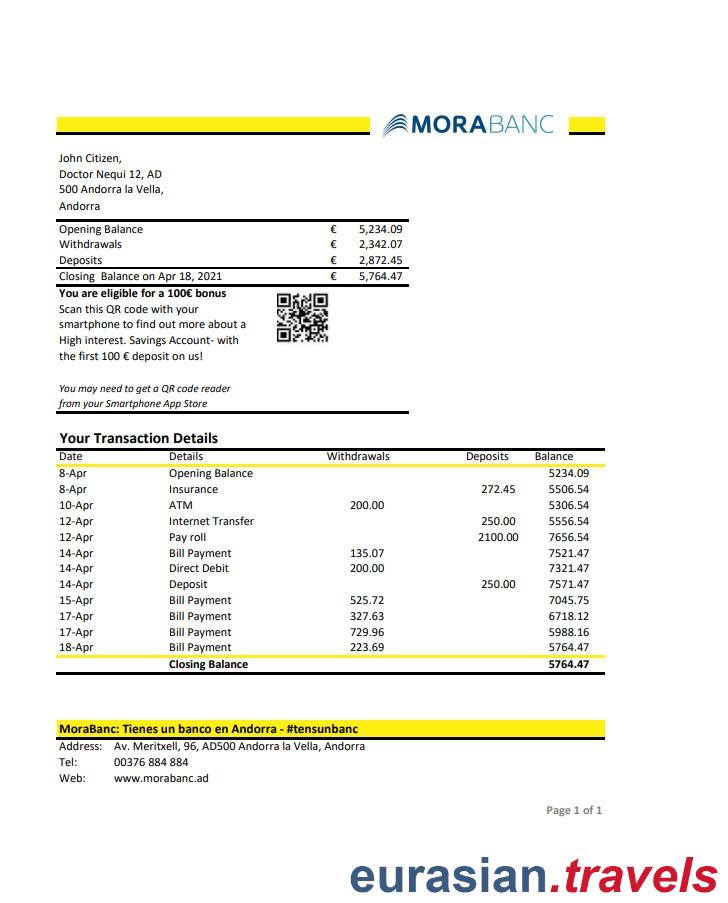 MORABANC
John Citizen,
Doctor Nequi 12, AD
500 Andorra la Vella,
Andorra
Opening Balance € 5,234.09
Withdrawals € 2,342.07
Deposits € 2,872.45
Closing Balance on Apr 18, 2021 € 5,764.47
You are eligible for a 100€ bonus
Scan this QR code with your
smartphone to find out more about a
High interest. Savings Account- with
the first 100 € deposit on us!
You may need to get a QR code reader
from your Smartphone App Store
Your Transaction Details
Date Details Withdrawals Deposits Balance
8-Apr Opening Balance 5234.09
8-Apr Insurance 272.45 5506.54
10-Apr ATM 200.00 5306.54
12-Apr Internet Transfer 250.00 5556.54
12-Apr Pay roll 2100.00 7656.54
14-Apr Bill Payment 135.07 7521.47
14-Apr Direct Debit 200.00 7321.47
14-Apr Deposit 250.00 7571.47
15-Apr Bill Payment 525.72 7045.75
17-Apr Bill Payment 327.63 6718.12
17-Apr Bill Payment 729.96 5988.16
18-Apr Bill Payment 223.69 5764.47
Closing Balance 5764.47
MoraBanc: Tienes un banco en Andorra - #tensunbanc
Address: Av. Meritxell, 96, AD500 Andorra la Vella, Andorra
Tel: 00376 884 884
Web: www.morabanc.ad
Page 1 of 1
eurasian.travels